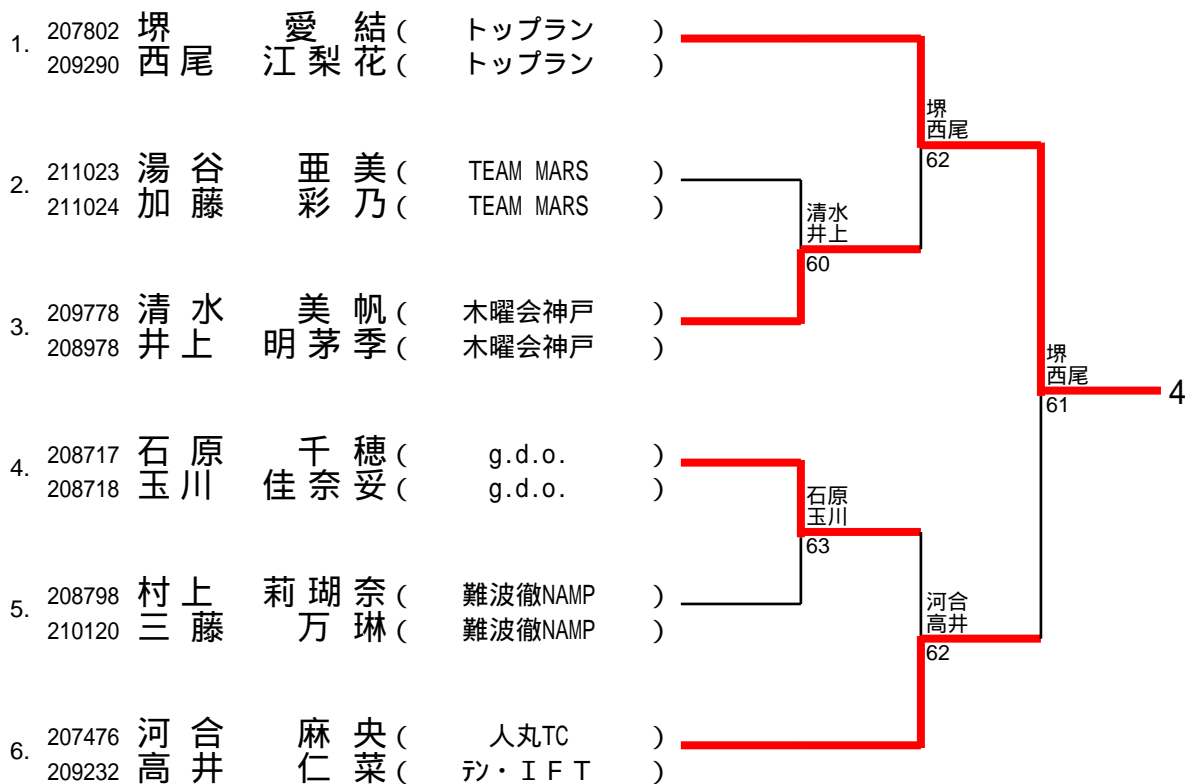 1. 207802 堺 愛 結 ( トップラン )
209290 西 尾 江 梨 花 ( トップラン )
堺
西尾
62
2. 211023 湯 谷 亜 美 ( TEAM MARS )
211024 加 藤 彩 乃 ( TEAM MARS )
清水
井上
60
3. 209778 清 水 美 帆 ( 木曜会神戸 )
208978 井 上 明 茅 季 ( 木曜会神戸 )
堺
西尾
61
4
4. 208717 石 原 千 穂 ( g.d.o. )
208718 玉 川 佳 奈 妥 ( g.d.o. )
石原
玉川
63
5. 208798 村 上 莉 瑚 奈 ( 難波徹NAMP )
210120 三 藤 万 琳 ( 難波徹NAMP )
河合
高井
62
6. 207476 河 合 麻 央 ( 人丸TC )
209232 高 井 仁 菜 ( ﾃﾝ・ＩＦＴ )